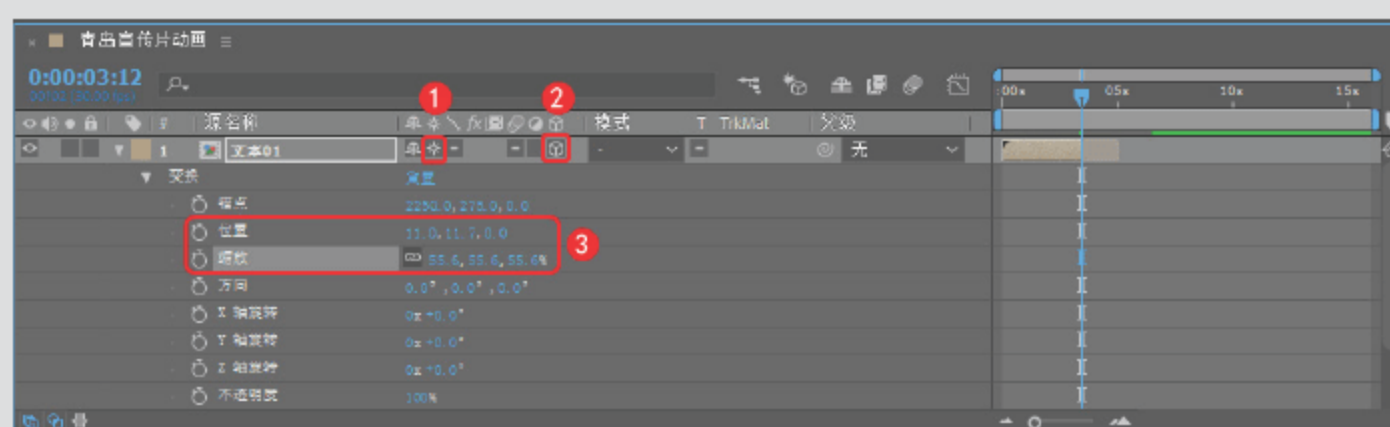 青岛宣传片动画
0:00:03:12
1
2
:00s 05s 10s 15s
源名称 模式 T TrkMat 父级
1 文本01 - 无
变换 重置
锚点 2250.0,275.0,0.0
位置 11.0,11.7,0.0
3
缩放 55.6,55.6,55.6%
方向 0.0°,0.0°,0.0°
X 轴旋转 0x+0.0°
Y 轴旋转 0x+0.0°
Z 轴旋转 0x+0.0°
不透明度 100%